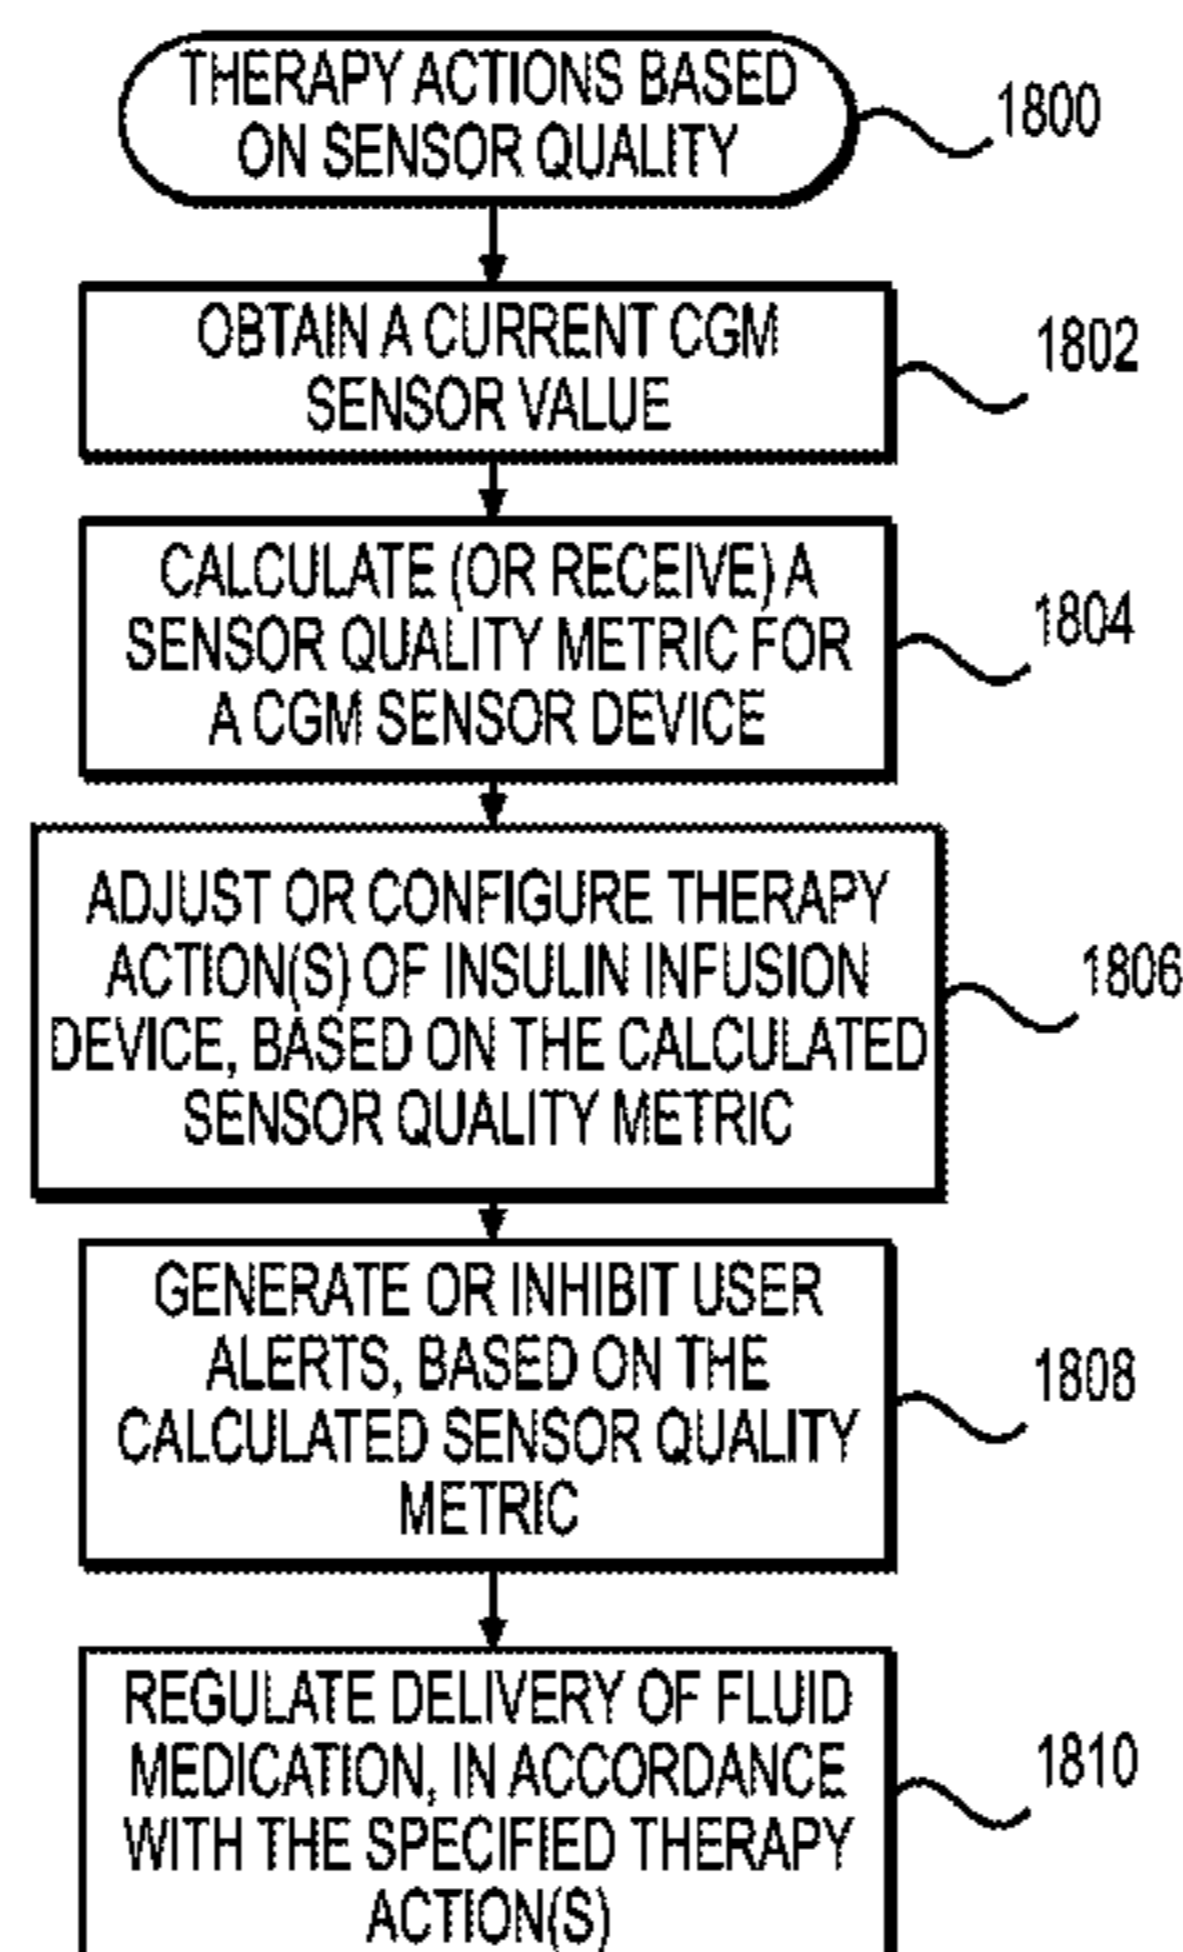 THERAPY ACTIONS BASED
ON SENSOR QUALITY
1800
OBTAIN A CURRENT CGM
SENSOR VALUE
1802
CALCULATE (OR RECEIVE) A
SENSOR QUALITY METRIC FOR
A CGM SENSOR DEVICE
1804
ADJUST OR CONFIGURE THERAPY
ACTION(S) OF INSULIN INFUSION
DEVICE, BASED ON THE CALCULATED
SENSOR QUALITY METRIC
1806
GENERATE OR INHIBIT USER
ALERTS, BASED ON THE
CALCULATED SENSOR QUALITY
METRIC
1808
REGULATE DELIVERY OF FLUID
MEDICATION, IN ACCORDANCE
WITH THE SPECIFIED THERAPY
ACTION(S)
1810